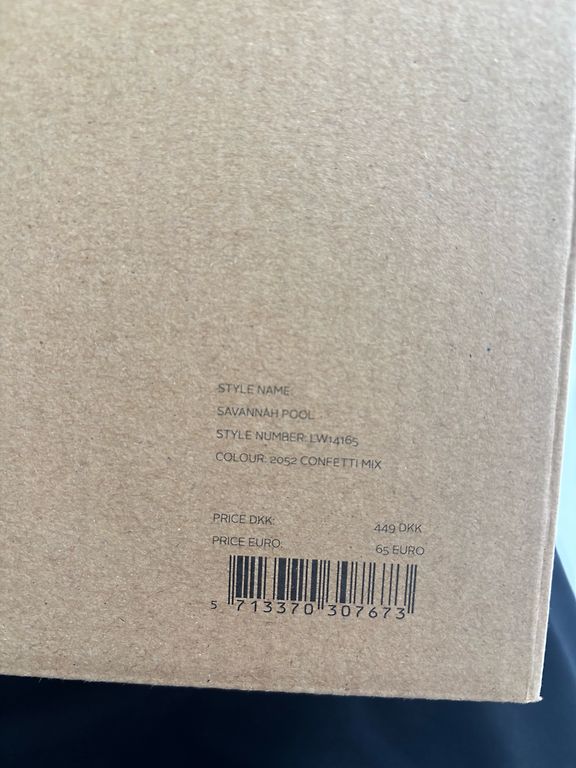 STYLE NAME:
SAVANNAH POOL
STYLE NUMBER: LW14165
COLOUR: 2052 CONFETTI MIX
PRICE DKK: 449 DKK
PRICE EURO: 65 EURO
5 713370 307673